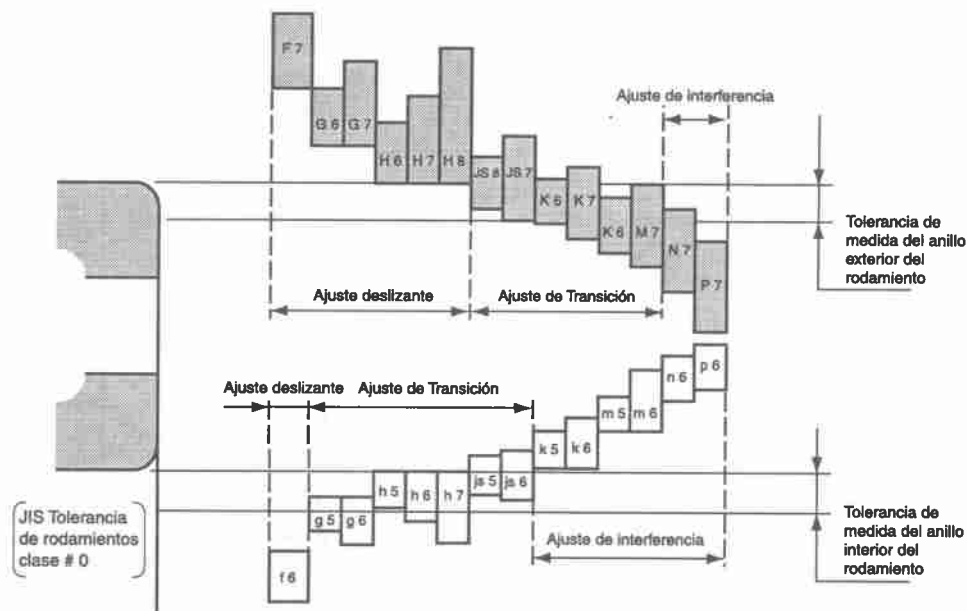 F 7
G 6
G 7
H 6
H 7
H 8
JS 6
JS 7
K 6
K 7
K 6
M 7
N 7
P 7
Ajuste de interferencia
Tolerancia de
medida del anillo
exterior del
rodamiento
Ajuste deslizante
Ajuste de Transición
Ajuste deslizante
Ajuste de Transición
f 6
g 5
g 6
h 5
h 6
h 7
js 5
js 6
k 5
k 6
m 5
m 6
n 6
p 6
JIS Tolerancia
de rodamientos
clase # 0
Ajuste de interferencia
Tolerancia de
medida del anillo
interior del
rodamiento